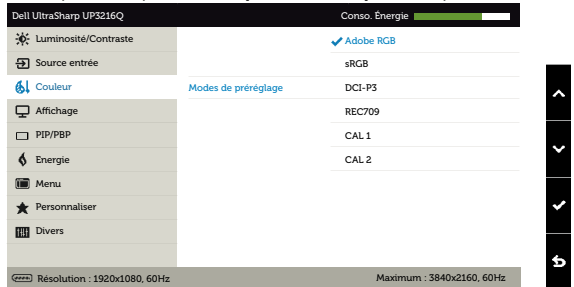 Dell UltraSharp UP3216Q Conso. Énergie
Luminosité/Contraste Adobe RGB
Source entrée sRGB
Couleur Modes de préréglage DCI-P3
Affichage REC709
PIP/PBP CAL 1
Energie CAL 2
Menu
Personnaliser
Divers
Résolution : 1920x1080, 60Hz Maximum : 3840x2160, 60Hz